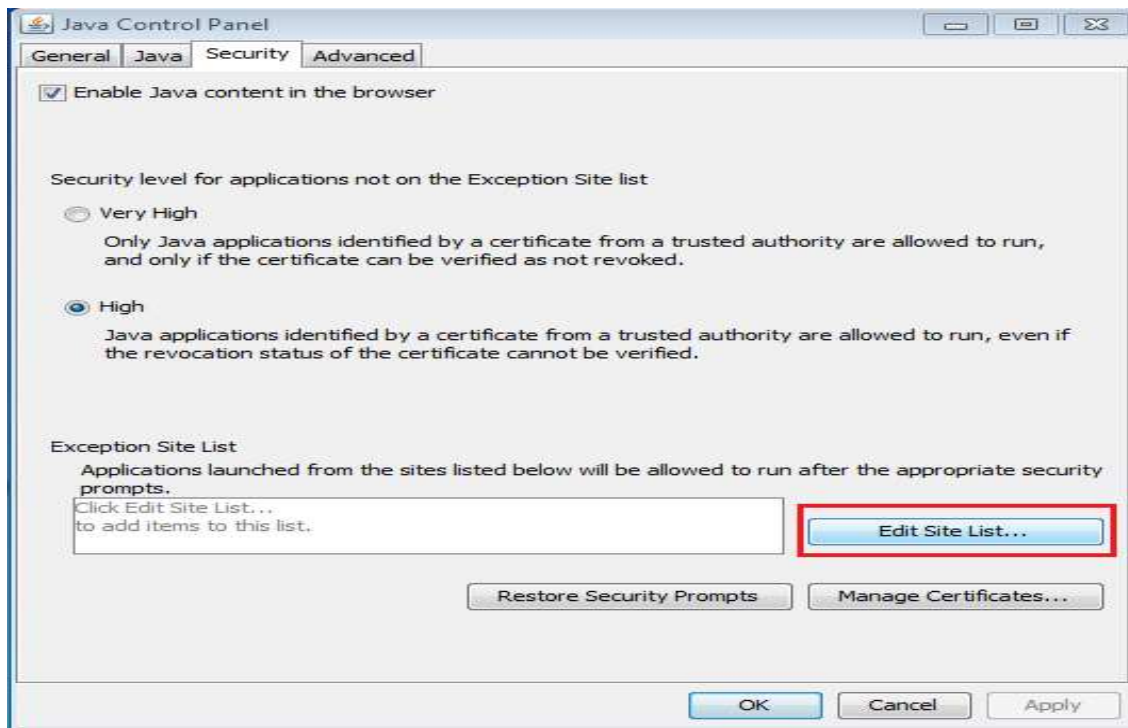 Java Control Panel
General
Java
Security
Advanced
Enable Java content in the browser
Security level for applications not on the Exception Site list
Very High
Only Java applications identified by a certificate from a trusted authority are allowed to run,
and only if the certificate can be verified as not revoked.
High
Java applications identified by a certificate from a trusted authority are allowed to run, even if
the revocation status of the certificate cannot be verified.
Exception Site List
Applications launched from the sites listed below will be allowed to run after the appropriate security
prompts.
Click Edit Site List...
to add items to this list.
Edit Site List...
Restore Security Prompts
Manage Certificates...
OK
Cancel
Apply